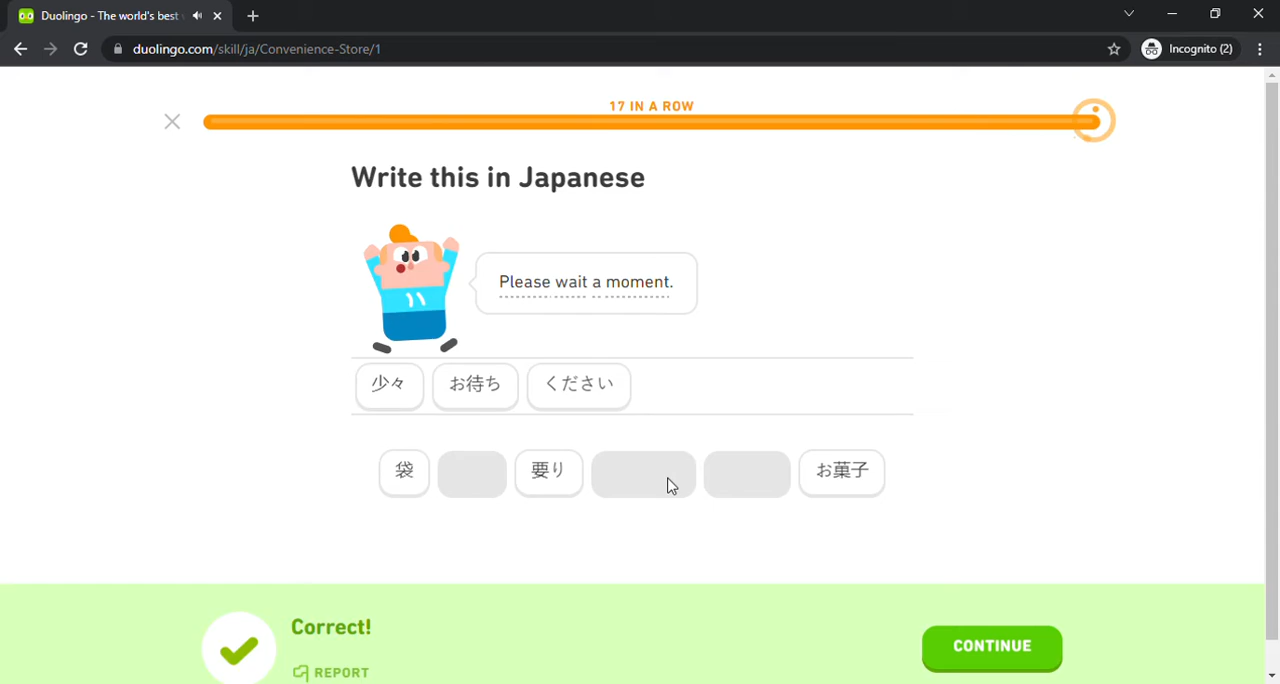 Duolingo - The world's best
duolingo.com/skill/ja/Convenience-Store/1
Incognito (2)
17 IN A ROW
Write this in Japanese
Please wait a moment.
少々 お待ち ください
袋 要り お菓子
Correct!
REPORT
CONTINUE